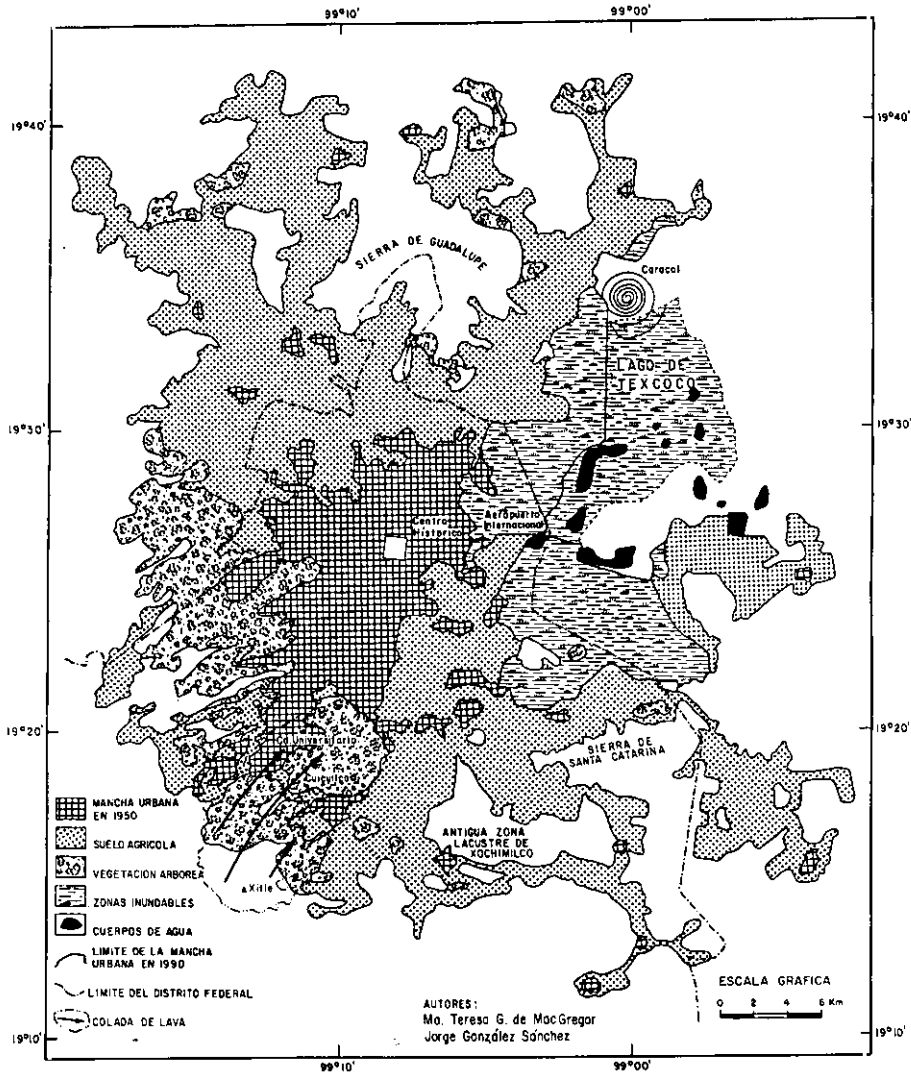 99°10'
99°00'
19°40'
19°40'
SIERRA DE GUADALUPE
Caracol
LAGO DE
TEXCOCO
19°30'
19°30'
Centro
Histórico
Aeropuerto
Internacional
19°20'
19°20'
Cd. Universitaria
Cuicuilco
SIERRA DE
SANTA CATARINA
MANCHA URBANA
EN 1950
SUELO AGRICOLA
VEGETACION ARBOREA
ZONAS INUNDABLES
CUERPOS DE AGUA
LIMITE DE LA MANCHA
URBANA EN 1990
LIMITE DEL DISTRITO FEDERAL
COLADA DE LAVA
ANTIGUA ZONA
LACUSTRE DE
XOCHIMILCO
Xitle
ESCALA GRAFICA
0 2 4 6 Km
AUTORES:
Ma. Teresa G. de MacGregor
Jorge González Sánchez
19°10'
19°10'
99°10'
99°00'